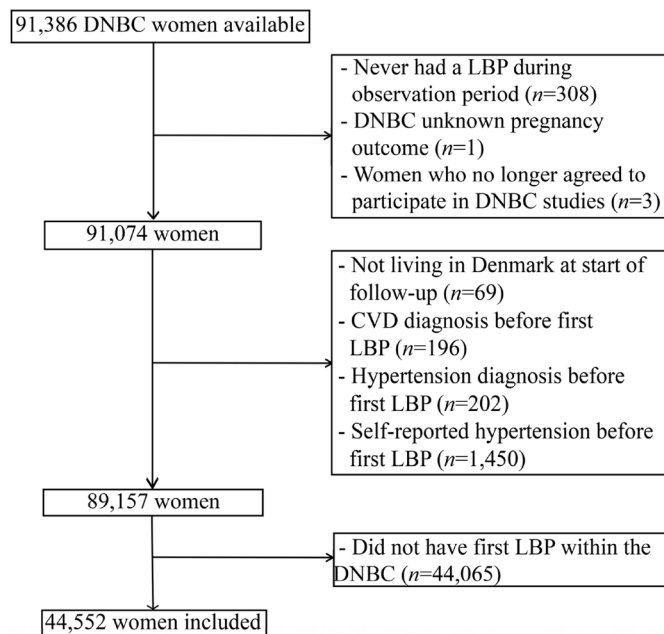 91,386 DNBC women available
- Never had a LBP during
observation period (n=308)
- DNBC unknown pregnancy
outcome (n=1)
- Women who no longer agreed to
participate in DNBC studies (n=3)
91,074 women
- Not living in Denmark at start of
follow-up (n=69)
- CVD diagnosis before first
LBP (n=196)
- Hypertension diagnosis before
first LBP (n=202)
- Self-reported hypertension before
first LBP (n=1,450)
89,157 women
- Did not have first LBP within the
DNBC (n=44,065)
44,552 women included